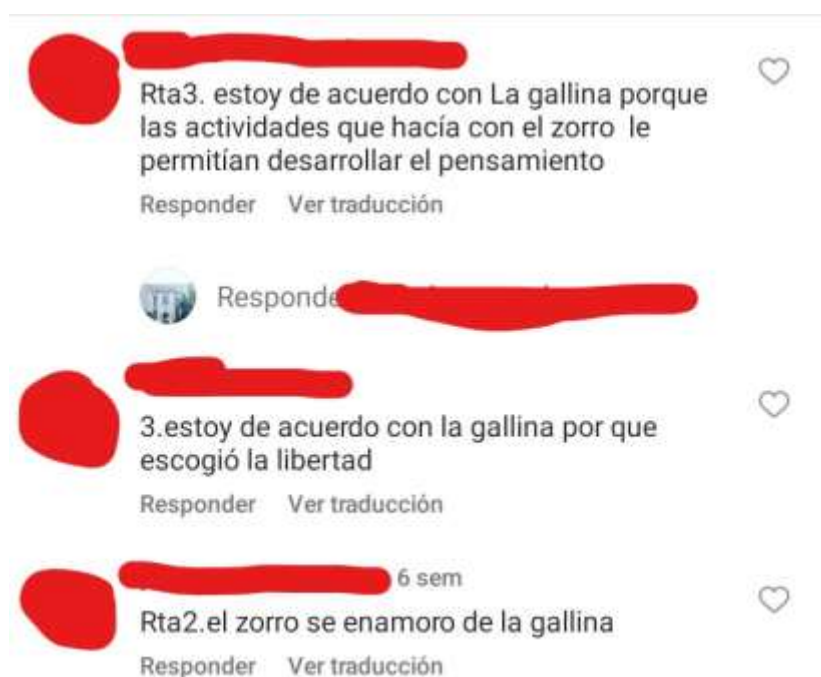 Rta3. estoy de acuerdo con La gallina porque
las actividades que hacía con el zorro le
permitían desarrollar el pensamiento
Responder Ver traducción
3.estoy de acuerdo con la gallina por que
escogió la libertad
Responder Ver traducción
6 sem
Rta2.el zorro se enamoro de la gallina
Responder Ver traducción